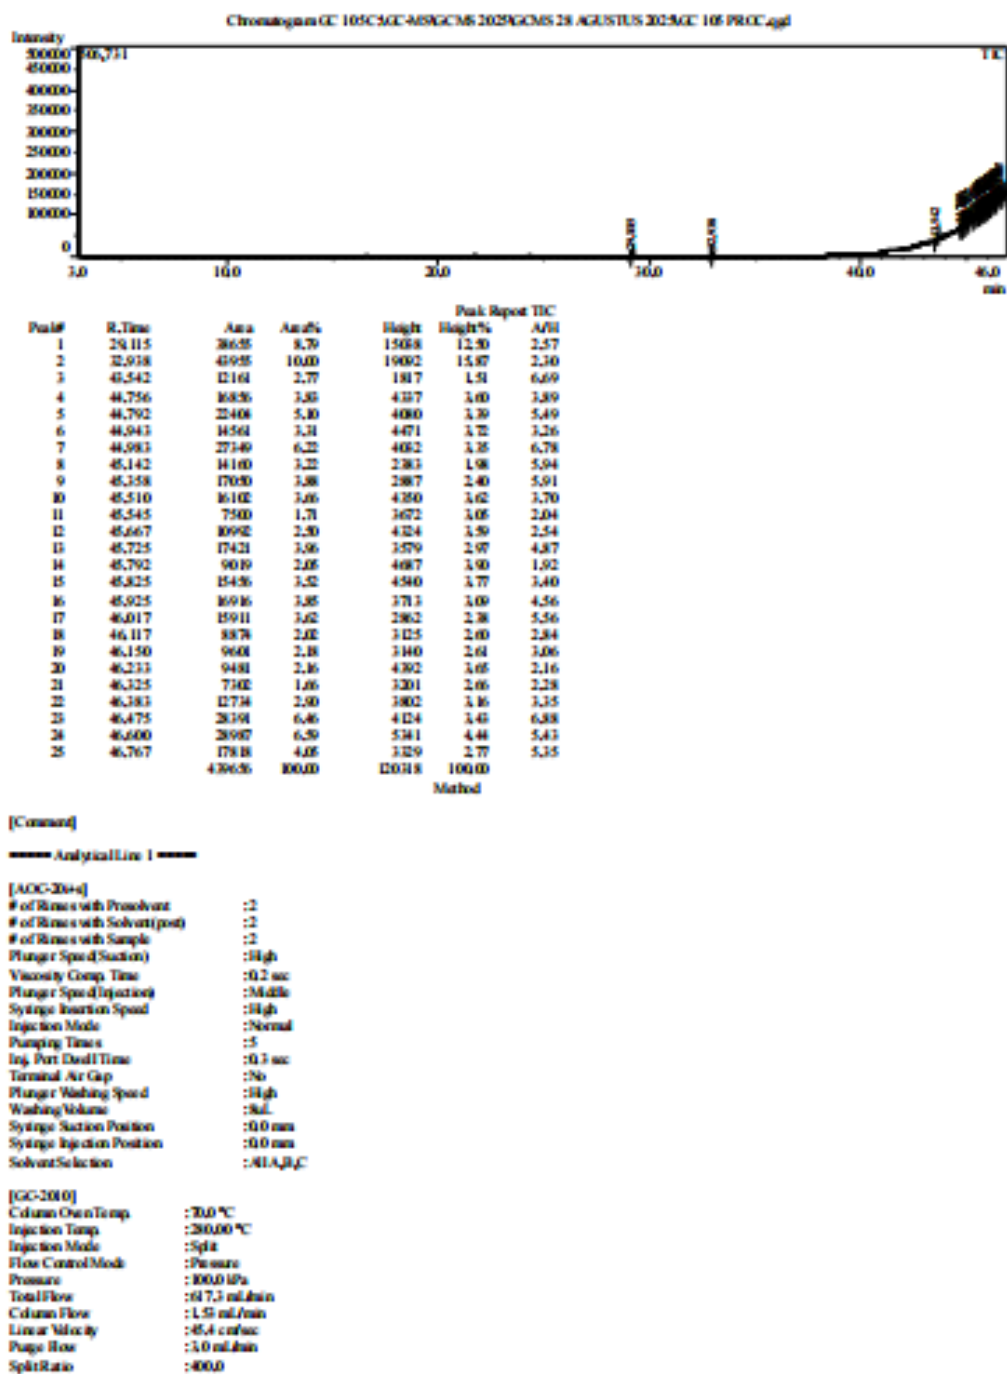 Chromatogram GC 105 C:\GC-MS\GCMS 2025\GCMS 28 AGUSTUS 2025\GC 105 PROC.qgd
Intensity
500000
506,731
TIC
450000
400000
350000
300000
250000
200000
150000
100000
0
29,115
32,938
43,542
3.0 10.0 20.0 30.0 40.0 46.0
min
Peak Report TIC
Peak# R.Time Area Area% Height Height% A/H
1 29,115 38655 8,79 15038 12,50 2,57
2 32,938 43955 10,00 19092 15,87 2,30
3 43,542 12161 2,77 1817 1,51 6,69
4 44,756 16856 3,83 4337 3,60 3,89
5 44,792 22404 5,10 4080 3,39 5,49
6 44,943 14561 3,31 4471 3,72 3,26
7 44,983 27349 6,22 4032 3,35 6,78
8 45,142 14160 3,22 2383 1,98 5,94
9 45,358 17050 3,88 2887 2,40 5,91
10 45,510 16102 3,66 4350 3,62 3,70
11 45,545 7500 1,71 3672 3,05 2,04
12 45,667 10992 2,50 4324 3,59 2,54
13 45,725 17421 3,96 3579 2,97 4,87
14 45,792 9019 2,05 4687 3,90 1,92
15 45,825 15456 3,52 4540 3,77 3,40
16 45,925 16916 3,85 3713 3,09 4,56
17 46,017 15911 3,62 2862 2,38 5,56
18 46,117 8874 2,02 3125 2,60 2,84
19 46,150 9601 2,18 3140 2,61 3,06
20 46,233 9481 2,16 4392 3,65 2,16
21 46,325 7302 1,66 3201 2,66 2,28
22 46,383 12734 2,90 3802 3,16 3,35
23 46,475 28391 6,46 4124 3,43 6,88
24 46,600 28987 6,59 5341 4,44 5,43
25 46,767 17818 4,05 3329 2,77 5,35
439656 100,00 120318 100,00
Method
[Comment]
===== Analytical Line 1 =====
[AOC-20i+s]
# of Rinses with Presolvent :2
# of Rinses with Solvent(post) :2
# of Rinses with Sample :2
Plunger Speed(Suction) :High
Viscosity Comp. Time :0,2 sec
Plunger Speed(Injection) :Middle
Syringe Insertion Speed :High
Injection Mode :Normal
Pumping Times :5
Inj. Port Dwell Time :0,3 sec
Terminal Air Gap :No
Plunger Washing Speed :High
Washing Volume :8uL
Syringe Suction Position :0,0 mm
Syringe Injection Position :0,0 mm
Solvent Selection :All A,B,C
[GC-2010]
Column Oven Temp. :70,0 °C
Injection Temp. :280,00 °C
Injection Mode :Split
Flow Control Mode :Pressure
Pressure :100,0 kPa
Total Flow :617,3 mL/min
Column Flow :1,53 mL/min
Linear Velocity :45,4 cm/sec
Purge Flow :3,0 mL/min
Split Ratio :400,0